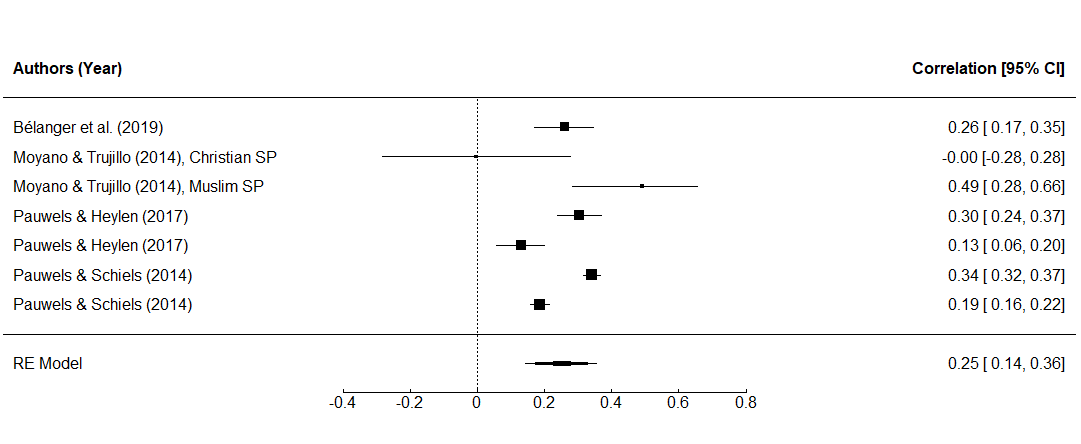 Authors (Year) Correlation [95% CI]
Bélanger et al. (2019) 0.26 [ 0.17, 0.35]
Moyano & Trujillo (2014), Christian SP -0.00 [-0.28, 0.28]
Moyano & Trujillo (2014), Muslim SP 0.49 [ 0.28, 0.66]
Pauwels & Heylen (2017) 0.30 [ 0.24, 0.37]
Pauwels & Heylen (2017) 0.13 [ 0.06, 0.20]
Pauwels & Schiels (2014) 0.34 [ 0.32, 0.37]
Pauwels & Schiels (2014) 0.19 [ 0.16, 0.22]
RE Model 0.25 [ 0.14, 0.36]
-0.4 -0.2 0 0.2 0.4 0.6 0.8